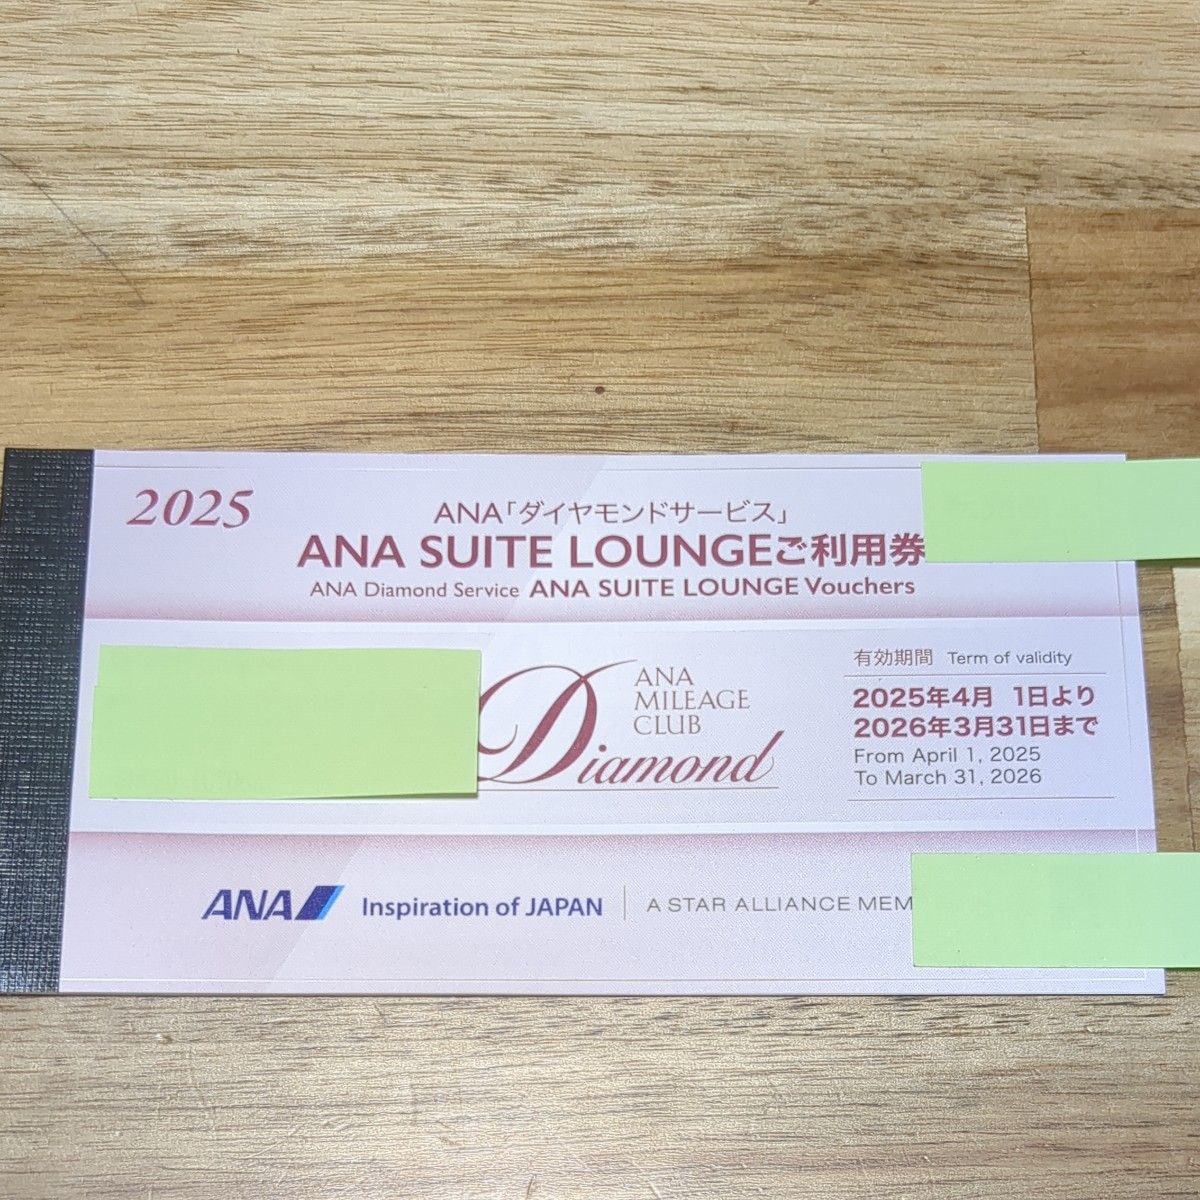 2025
ANA「ダイヤモンドサービス」
ANA SUITE LOUNGEご利用券
ANA Diamond Service ANA SUITE LOUNGE Vouchers
ANA
MILEAGE
CLUB
Diamond
有効期間 Term of validity
2025年4月 1日より
2026年3月31日まで
From April 1, 2025
To March 31, 2026
ANA Inspiration of JAPAN A STAR ALLIANCE MEM